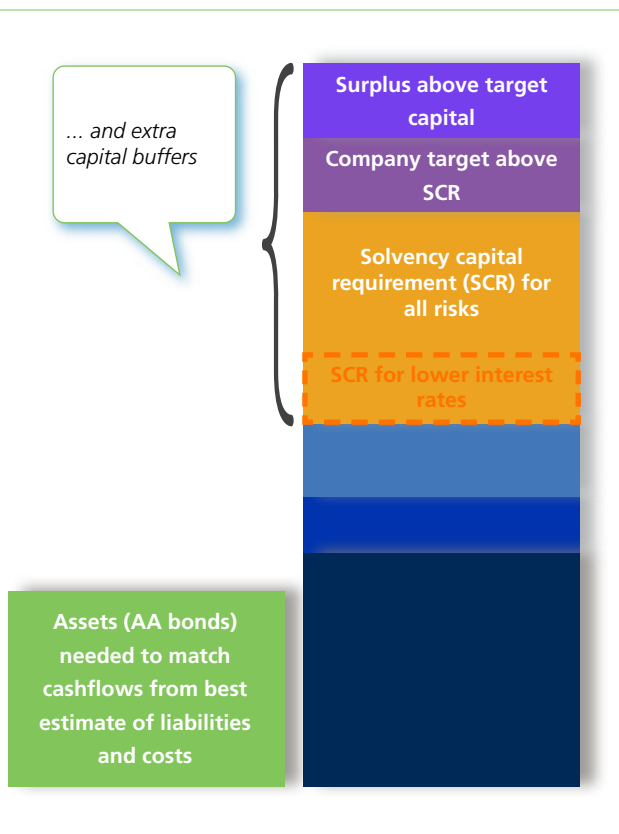 ... and extra
capital buffers
Surplus above target
capital
Company target above
SCR
Solvency capital
requirement (SCR) for
all risks
SCR for lower interest
rates
Assets (AA bonds)
needed to match
cashflows from best
estimate of liabilities
and costs